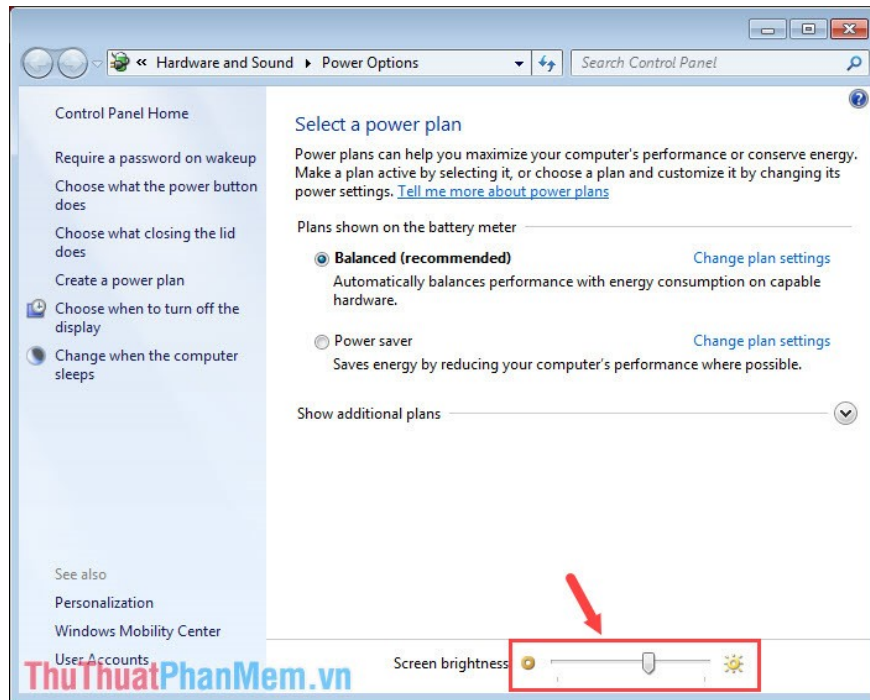 « Hardware and Sound ▸ Power Options
Search Control Panel
Control Panel Home
Require a password on wakeup
Choose what the power button
does
Choose what closing the lid
does
Create a power plan
Choose when to turn off the
display
Change when the computer
sleeps
See also
Personalization
Windows Mobility Center
User Accounts
Select a power plan
Power plans can help you maximize your computer's performance or conserve energy.
Make a plan active by selecting it, or choose a plan and customize it by changing its
power settings. Tell me more about power plans
Plans shown on the battery meter
Balanced (recommended) Change plan settings
Automatically balances performance with energy consumption on capable
hardware.
Power saver Change plan settings
Saves energy by reducing your computer's performance where possible.
Show additional plans
Screen brightness
ThuThuatPhanMem.vn